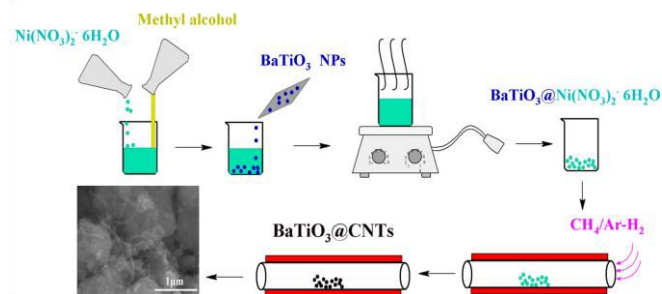 Methyl alcohol
Ni(NO₃)₂· 6H₂O
BaTiO₃ NPs
BaTiO₃@Ni(NO₃)₂· 6H₂O
CH₄/Ar-H₂
BaTiO₃@CNTs
1μm